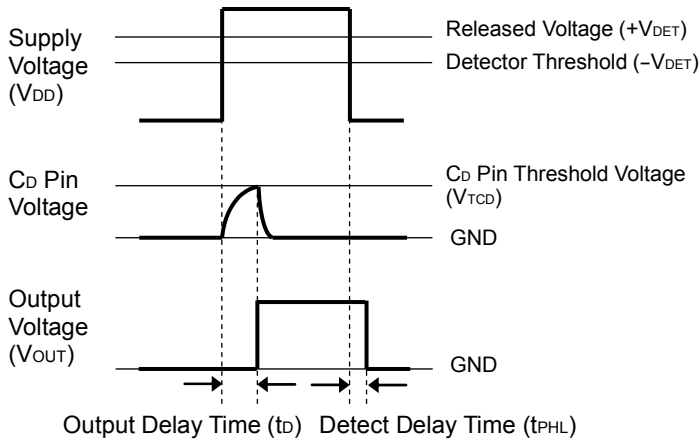 Supply
Voltage
(VDD)
Released Voltage (+VDET)
Detector Threshold (–VDET)
CD Pin
Voltage
CD Pin Threshold Voltage
(VTCD)
GND
Output
Voltage
(VOUT)
GND
Output Delay Time (tD)
Detect Delay Time (tPHL)